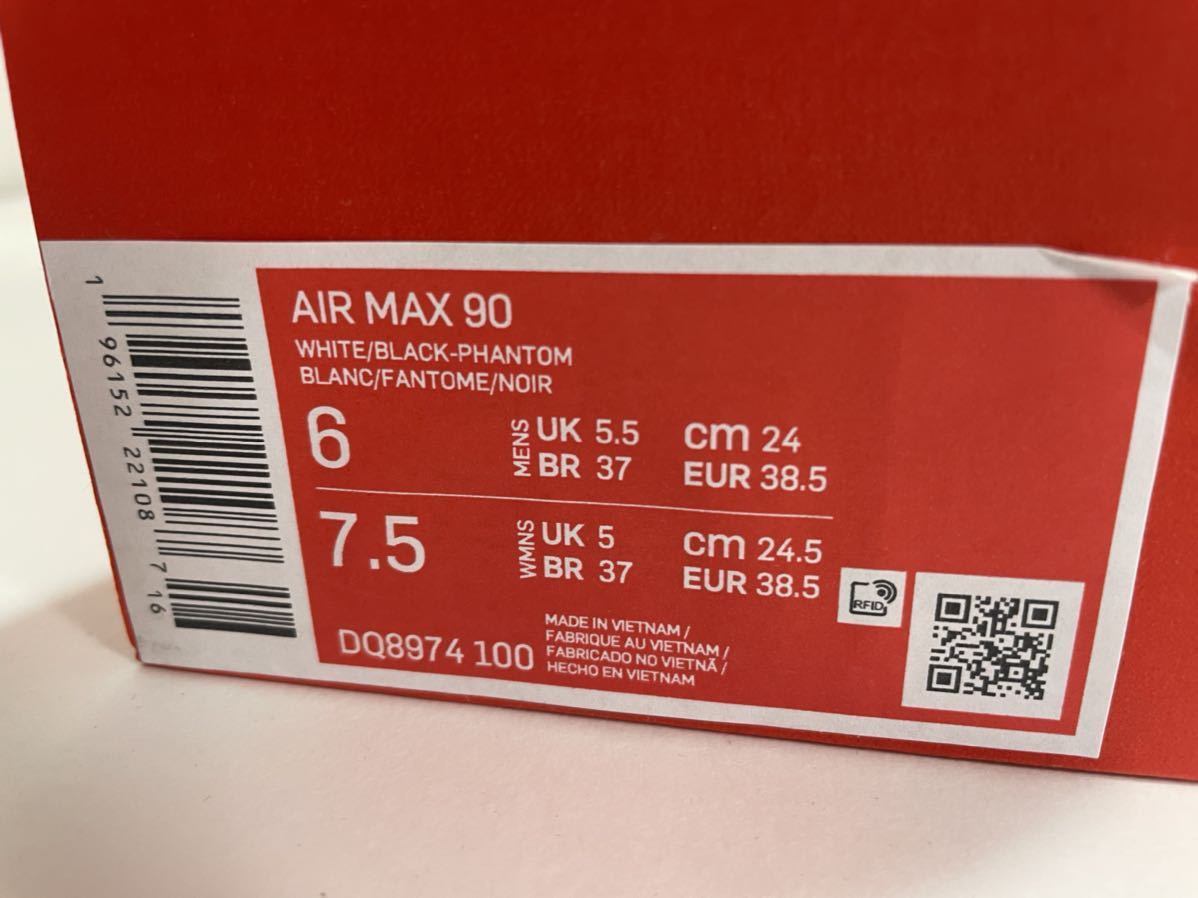 AIR MAX 90
WHITE/BLACK-PHANTOM
BLANC/FANTOME/NOIR
6
MENS
UK 5.5 cm 24
BR 37 EUR 38.5
7.5
WMNS
UK 5 cm 24.5
BR 37 EUR 38.5
RFID
DQ8974 100
MADE IN VIETNAM /
FABRIQUE AU VIETNAM /
FABRICADO NO VIETNÃ /
HECHO EN VIETNAM
1 96152 22108 7 16